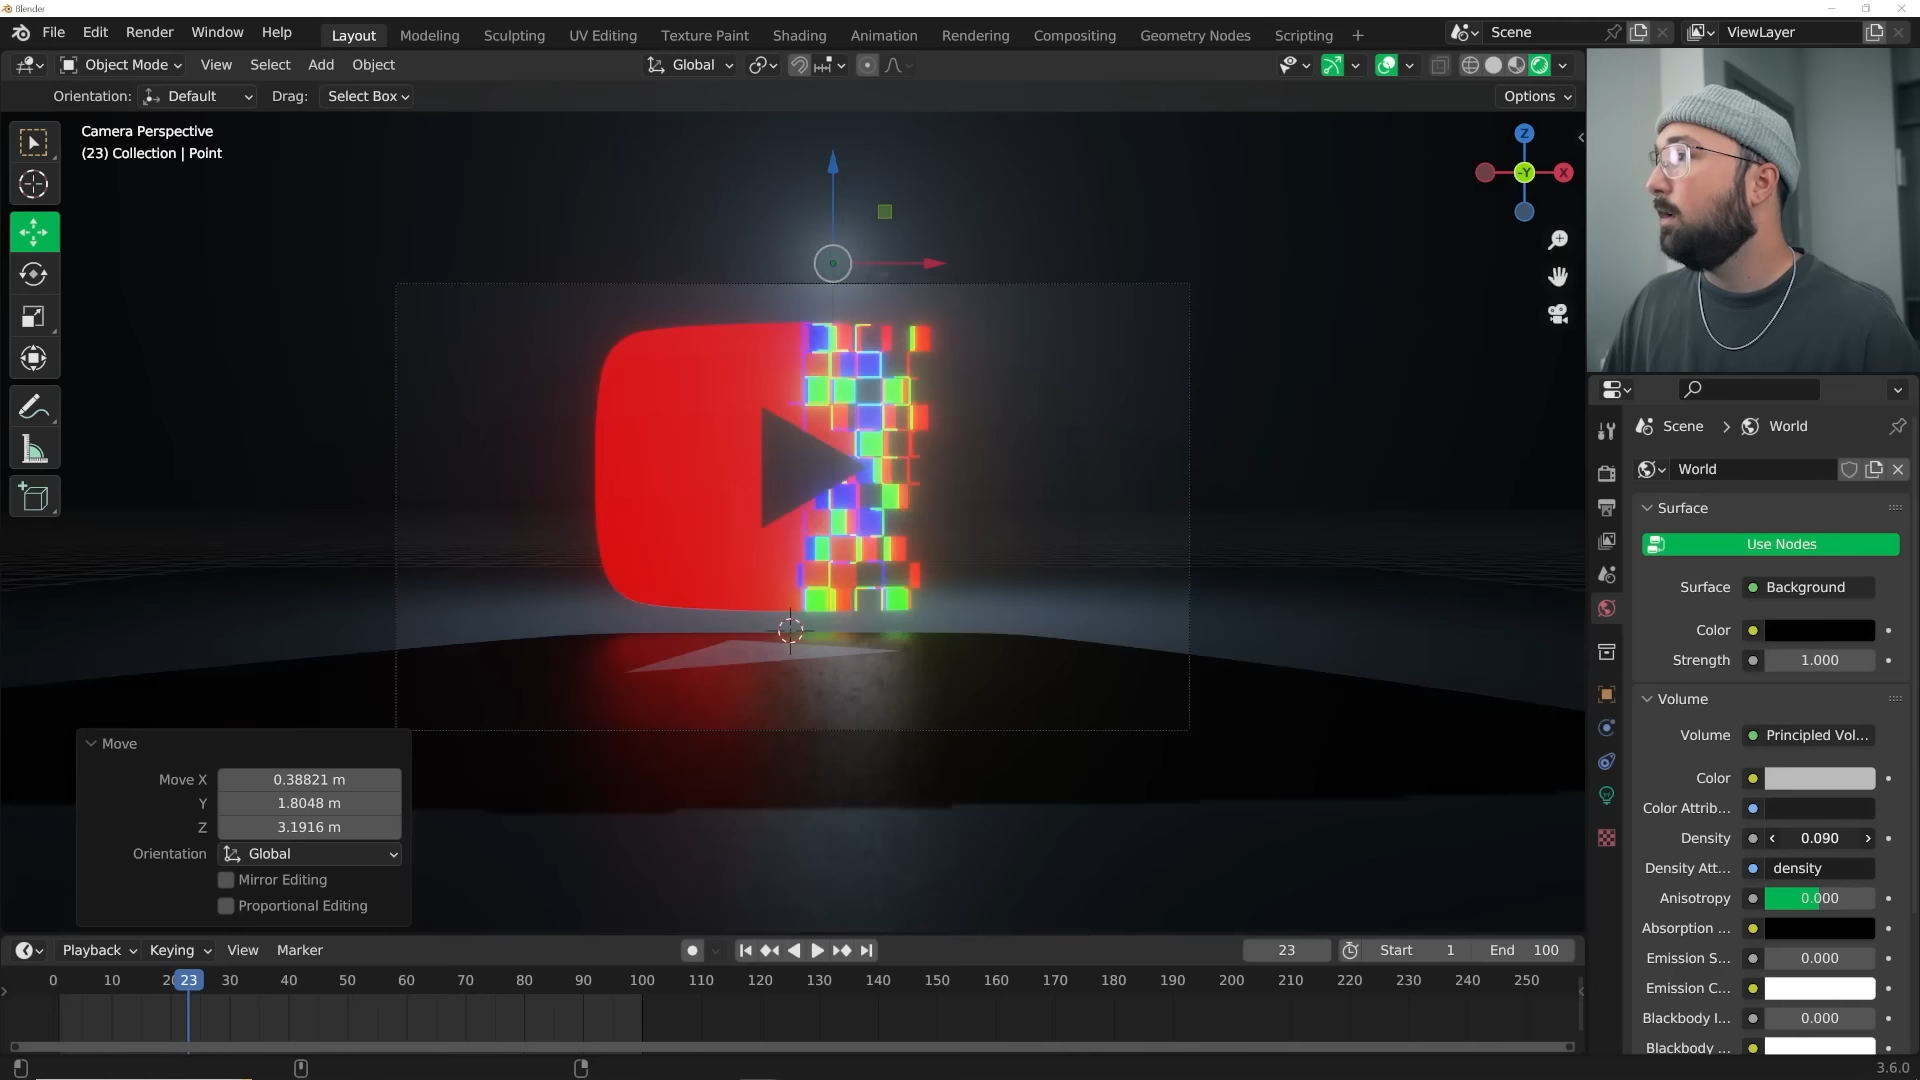 Blender
File Edit Render Window Help
Layout Modeling Sculpting UV Editing Texture Paint Shading Animation Rendering Compositing Geometry Nodes Scripting
Scene
ViewLayer
Object Mode View Select Add Object
Global
Orientation: Default Drag: Select Box
Options
Camera Perspective
(23) Collection | Point
Z
-Y
X
Scene > World
World
Surface
Use Nodes
Surface Background
Color
Strength 1.000
Volume
Volume Principled Vol...
Color
Color Attrib...
Density 0.090
Density Att... density
Anisotropy 0.000
Absorption ...
Emission S... 0.000
Emission C...
Blackbody I... 0.000
Blackbody ...
Move
Move X 0.38821 m
Y 1.8048 m
Z 3.1916 m
Orientation Global
Mirror Editing
Proportional Editing
Playback Keying View Marker
23
Start 1 End 100
0 10 20 23 30 40 50 60 70 80 90 100 110 120 130 140 150 160 170 180 190 200 210 220 230 240 250
3.6.0